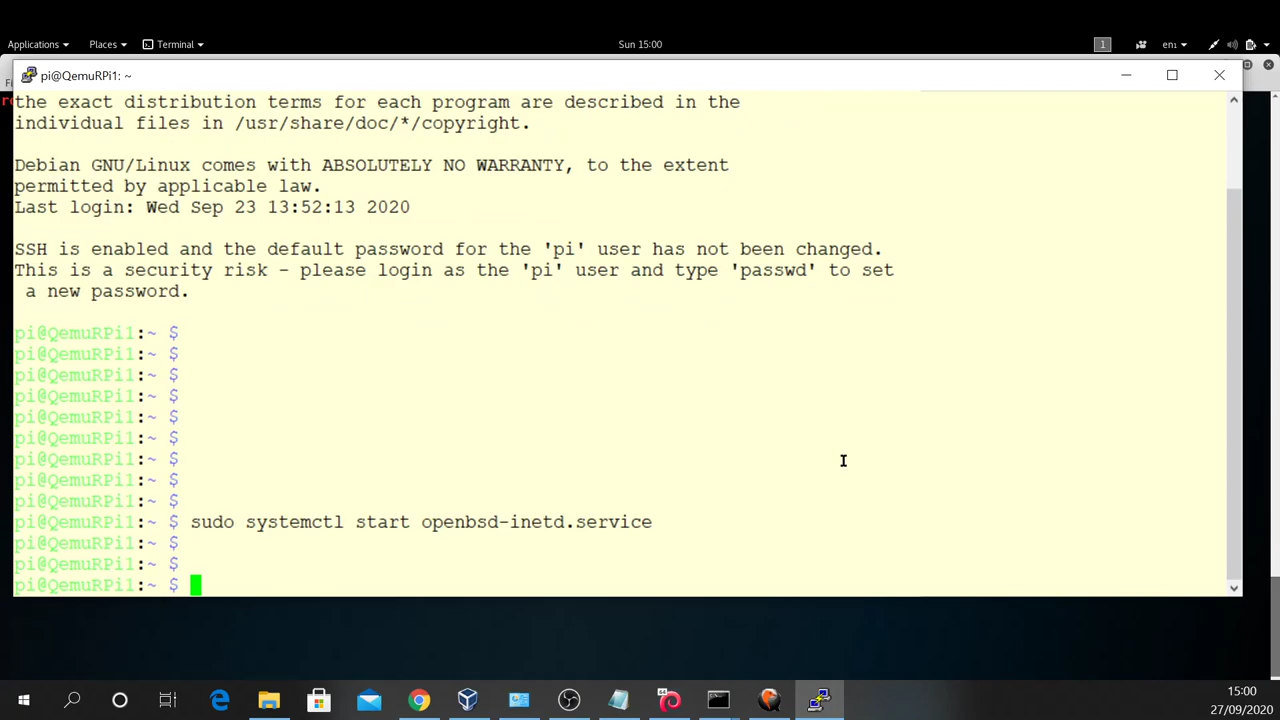 Applications
Places
Terminal
Sun 15:00
1
en₁
pi@QemuRPi1: ~
the exact distribution terms for each program are described in the
individual files in /usr/share/doc/*/copyright.
Debian GNU/Linux comes with ABSOLUTELY NO WARRANTY, to the extent
permitted by applicable law.
Last login: Wed Sep 23 13:52:13 2020
SSH is enabled and the default password for the 'pi' user has not been changed.
This is a security risk - please login as the 'pi' user and type 'passwd' to set
a new password.
pi@QemuRPi1:~ $
pi@QemuRPi1:~ $
pi@QemuRPi1:~ $
pi@QemuRPi1:~ $
pi@QemuRPi1:~ $
pi@QemuRPi1:~ $
pi@QemuRPi1:~ $
pi@QemuRPi1:~ $
pi@QemuRPi1:~ $
pi@QemuRPi1:~ $ sudo systemctl start openbsd-inetd.service
pi@QemuRPi1:~ $
pi@QemuRPi1:~ $
pi@QemuRPi1:~ $
15:00
27/09/2020